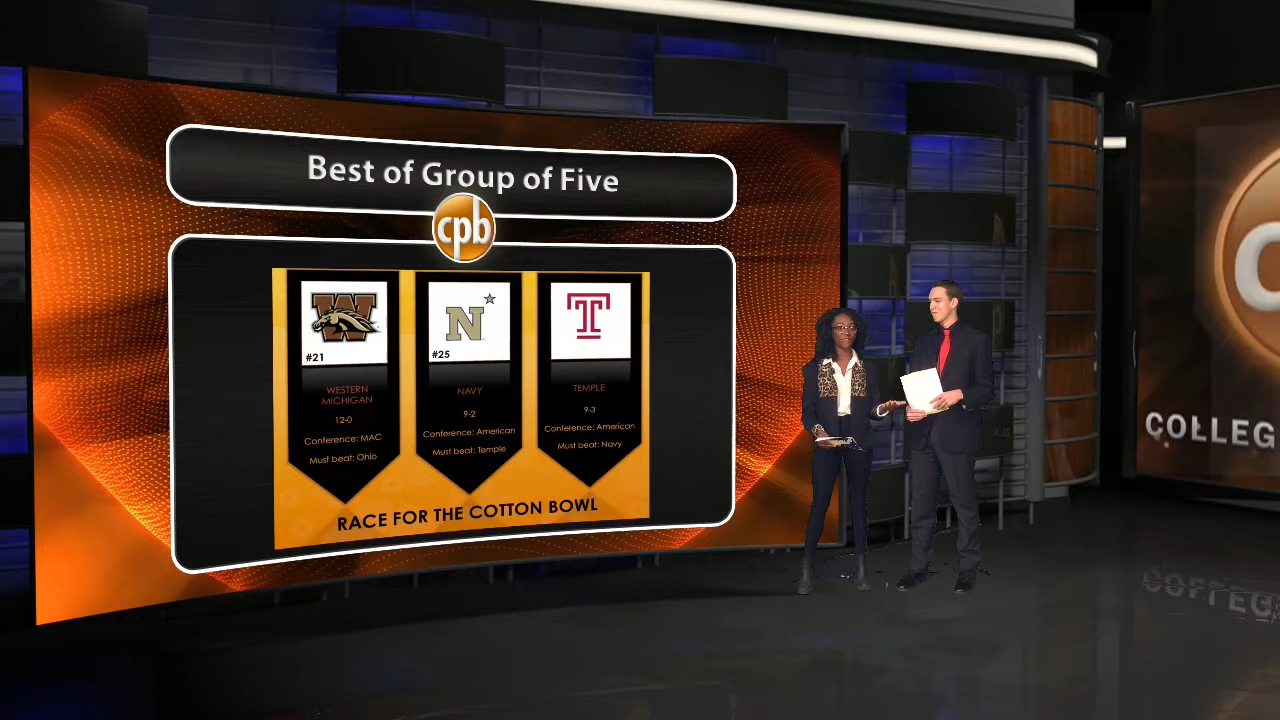 Best of Group of Five
cpb
W
#21
WESTERN
MICHIGAN
12-0
Conference: MAC
Must beat: Ohio
N
#25
NAVY
9-2
Conference: American
Must beat: Temple
T
TEMPLE
9-3
Conference: American
Must beat: Navy
RACE FOR THE COTTON BOWL
COLLEG